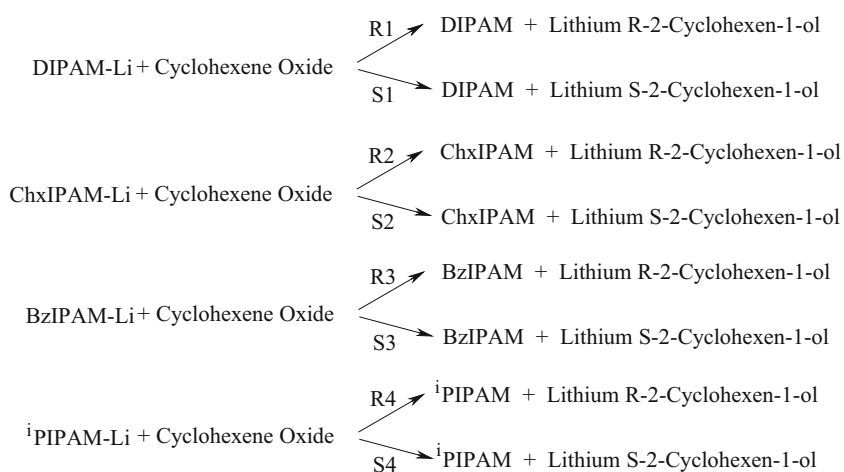 R1
DIPAM + Lithium R-2-Cyclohexen-1-ol
DIPAM-Li + Cyclohexene Oxide
S1
DIPAM + Lithium S-2-Cyclohexen-1-ol
R2
ChxIPAM + Lithium R-2-Cyclohexen-1-ol
ChxIPAM-Li + Cyclohexene Oxide
S2
ChxIPAM + Lithium S-2-Cyclohexen-1-ol
R3
BzIPAM + Lithium R-2-Cyclohexen-1-ol
BzIPAM-Li + Cyclohexene Oxide
S3
BzIPAM + Lithium S-2-Cyclohexen-1-ol
R4
ⁱPIPAM + Lithium R-2-Cyclohexen-1-ol
ⁱPIPAM-Li + Cyclohexene Oxide
S4
ⁱPIPAM + Lithium S-2-Cyclohexen-1-ol